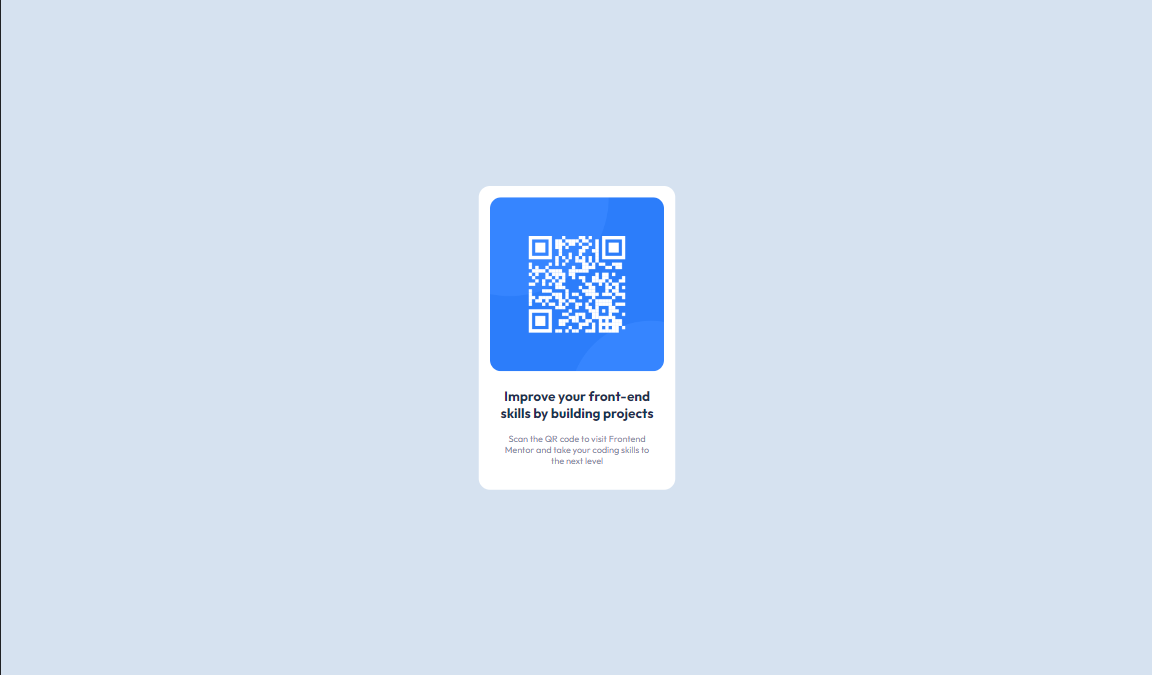 Improve your front-end
skills by building projects
Scan the QR code to visit Frontend
Mentor and take your coding skills to
the next level